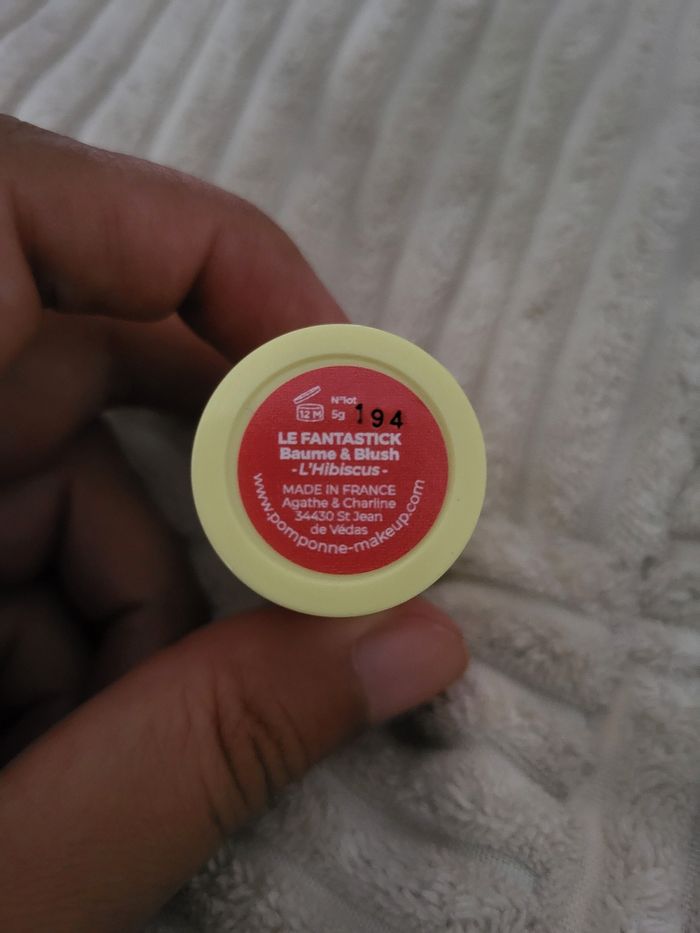 N°lot
12 M 5g 194
LE FANTASTICK
Baume & Blush
- L'Hibiscus -
MADE IN FRANCE
Agathe & Charline
34430 St Jean
de Védas
www.pomponne-makeup.com